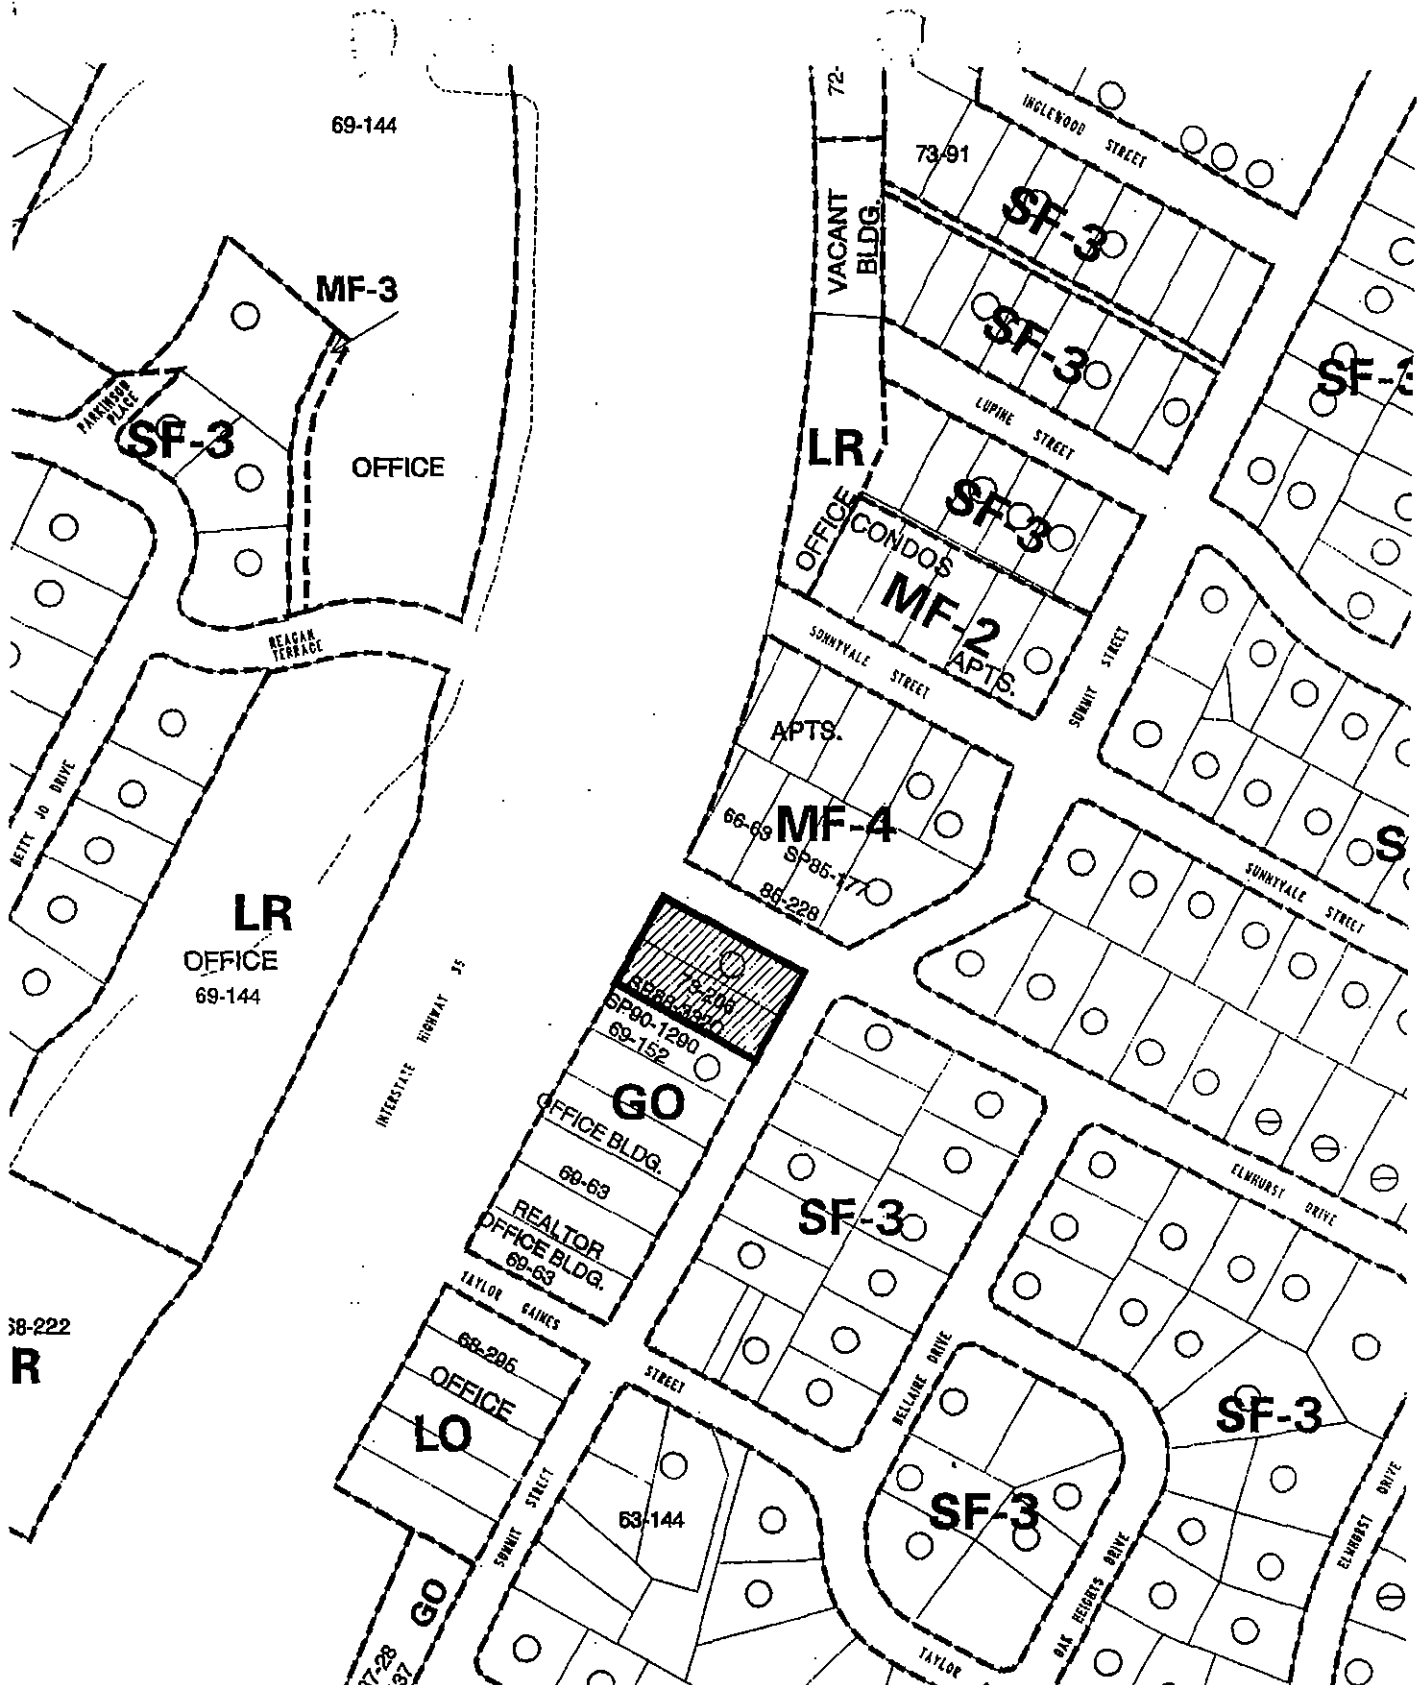 72-
69-144
INGLEWOOD STREET
73-91
SF-3
VACANT
BLDG.
MF-3
SF-3
SF-3
PARKINSON
PLACE
SF-3
OFFICE
LUPINE STREET
LR
SF-3
OFFICE
CONDOS
MF-2
APTS.
REAGAN
TERRACE
SUNNYVALE STREET
SUMMIT STREET
APTS.
BETTY JO DRIVE
66-63
MF-4
SP85-177
85-228
S
SUNNYVALE STREET
LR
OFFICE
69-144
INTERSTATE HIGHWAY 35
SP90-1290
69-152
GO
OFFICE BLDG.
69-63
REALTOR
OFFICE BLDG.
69-63
ELMHURST DRIVE
SF-3
TAYLOR GAINES
STREET
68-222
R
68-295
OFFICE
LO
BELLAIRE DRIVE
SF-3
SUMMIT STREET
63-144
SF-3
ELMHURST DRIVE
OAK HEIGHTS DRIVE
GO
TAYLOR